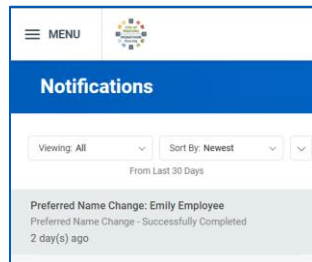 MENU
Notifications
Viewing: All
Sort By: Newest
From Last 30 Days
Preferred Name Change: Emily Employee
Preferred Name Change - Successfully Completed
2 day(s) ago